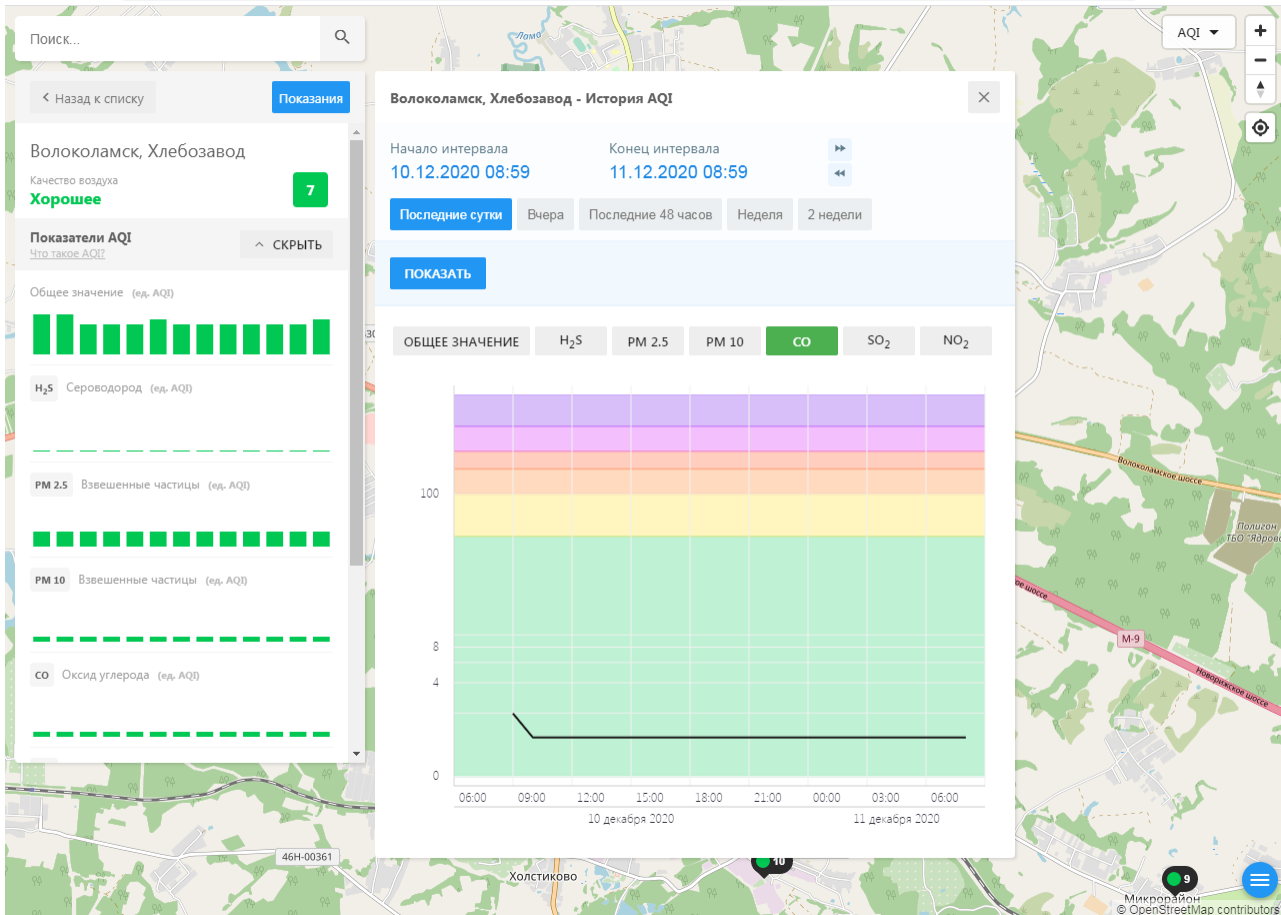 Поиск...
AQI
Назад к списку
Показания
Волоколамск, Хлебозавод
Качество воздуха
Хорошее
7
Показатели AQI
Что такое AQI?
СКРЫТЬ
Общее значение (ед. AQI)
H2S Сероводород (ед. AQI)
PM 2.5 Взвешенные частицы (ед. AQI)
PM 10 Взвешенные частицы (ед. AQI)
CO Оксид углерода (ед. AQI)
Волоколамск, Хлебозавод - История AQI
Начало интервала
10.12.2020 08:59
Конец интервала
11.12.2020 08:59
Последние сутки
Вчера
Последние 48 часов
Неделя
2 недели
ПОКАЗАТЬ
ОБЩЕЕ ЗНАЧЕНИЕ
H2S
PM 2.5
PM 10
CO
SO2
NO2
100
8
4
0
06:00 09:00 12:00 15:00 18:00 21:00 00:00 03:00 06:00
10 декабря 2020
11 декабря 2020
Ломо
Волоколамское шоссе
Полигон
ТБО "Ядрово
М-9
Новорижское шоссе
46Н-00361
Холстиково
10
9
Микрорайон
© OpenStreetMap contributors